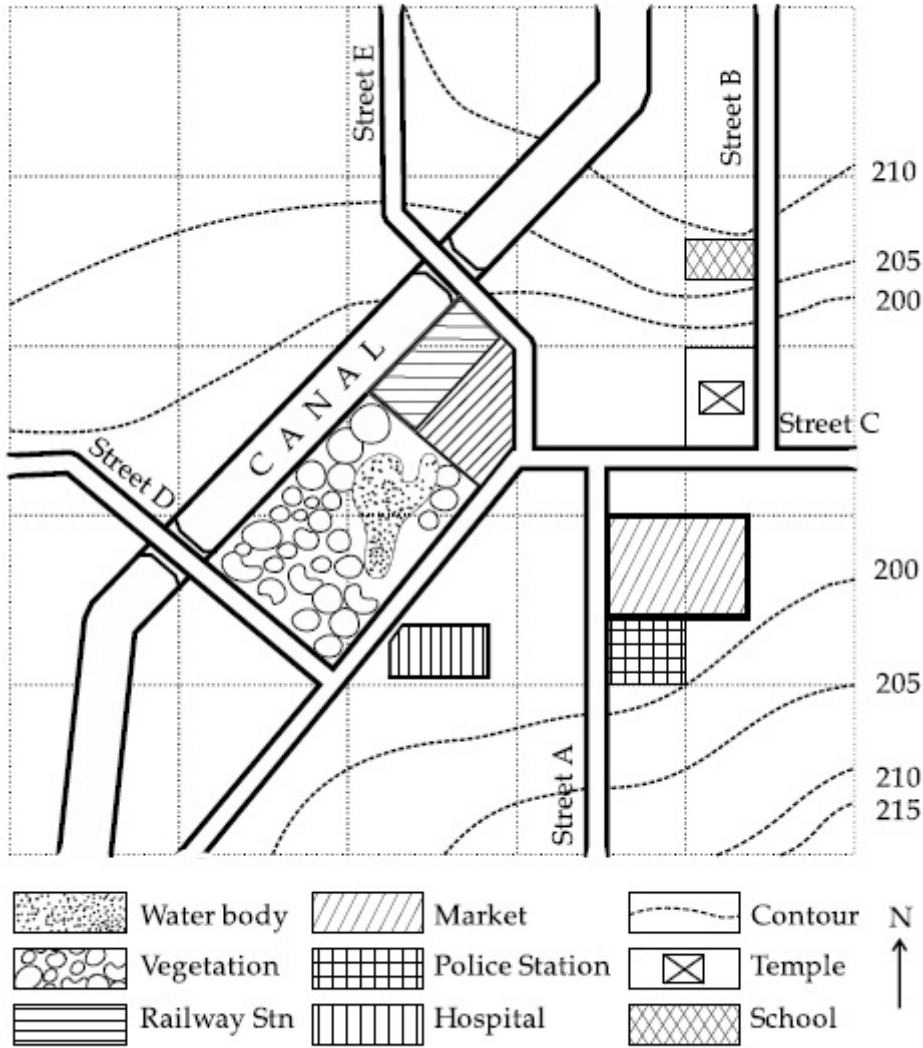 Street E
Street B
210
205
200
CANAL
Street C
Street D
200
205
210
215
Street A
Water body
Market
Contour
N
Vegetation
Police Station
Temple
Railway Stn
Hospital
School